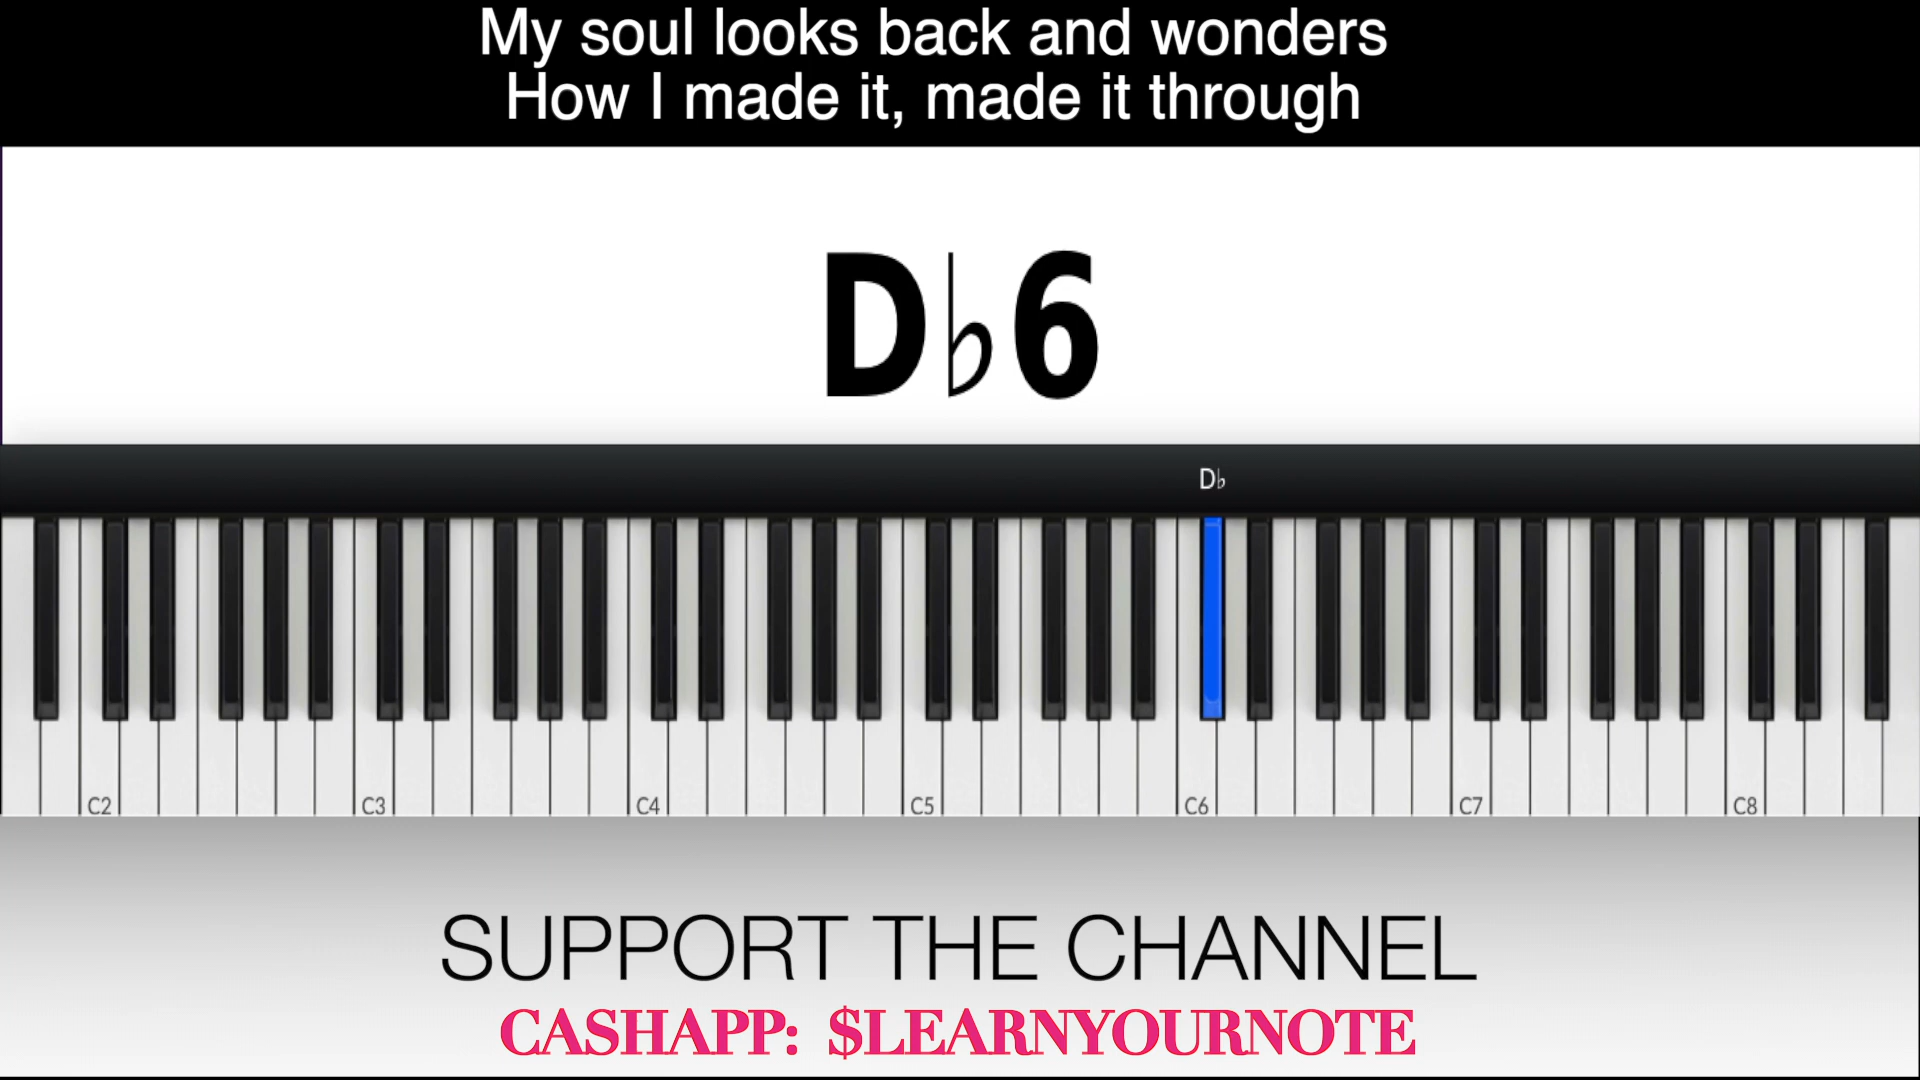 My soul looks back and wonders
How I made it, made it through
D♭6
D♭
C2 C3 C4 C5 C6 C7 C8
SUPPORT THE CHANNEL
CASHAPP: $LEARNYOURNOTE